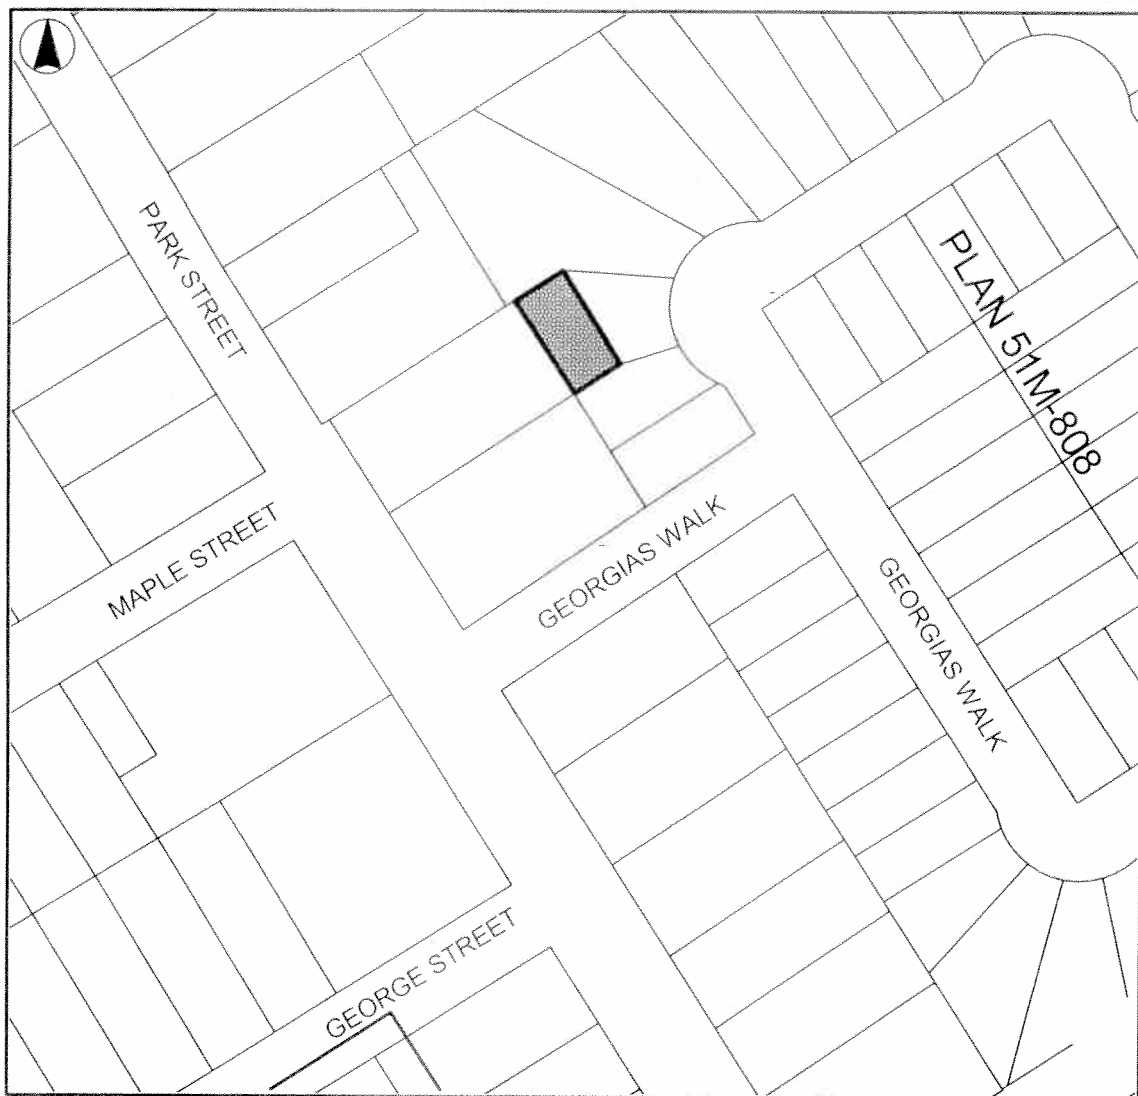 PARK STREET
PLAN 51M-808
MAPLE STREET
GEORGIAS WALK
GEORGIAS WALK
GEORGE STREET